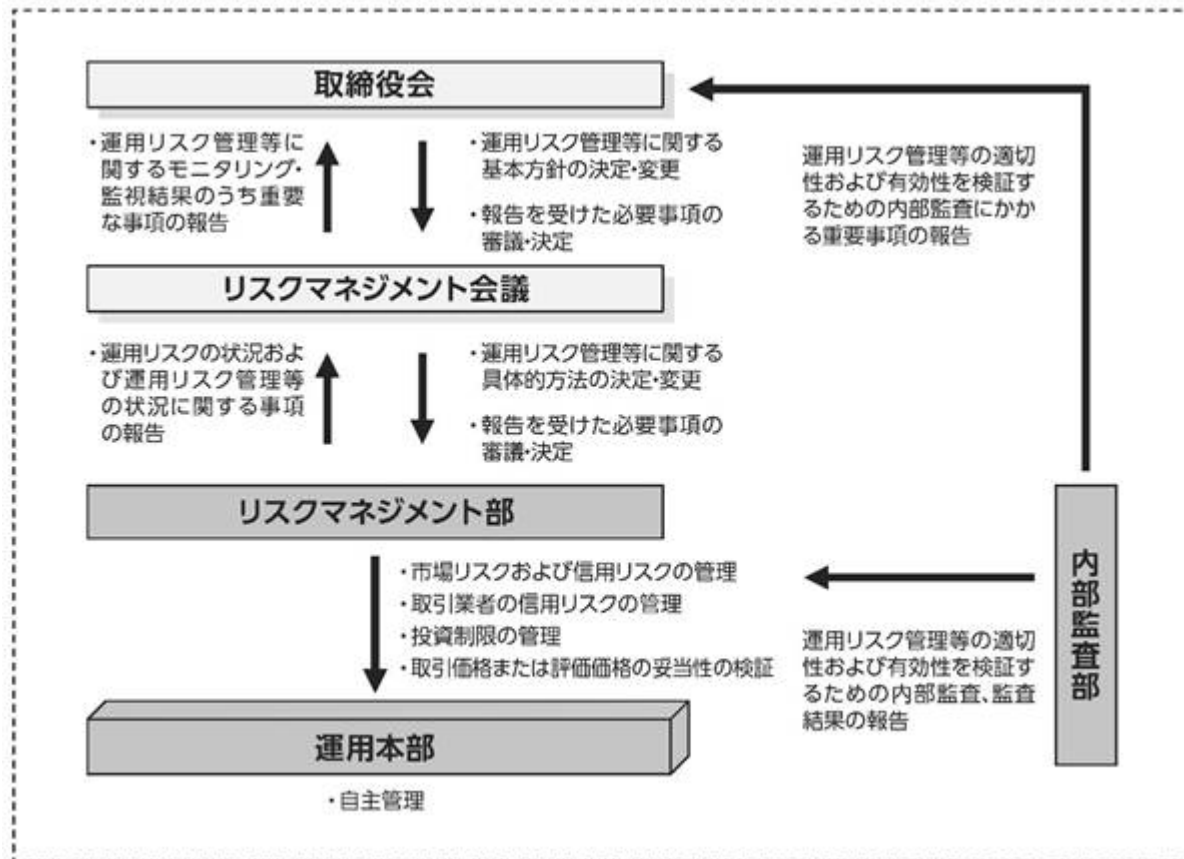 取締役会
・運用リスク管理等に
関するモニタリング・
監視結果のうち重要
な事項の報告
・運用リスク管理等に関する
基本方針の決定・変更
・報告を受けた必要事項の
審議・決定
運用リスク管理等の適切
性および有効性を検証す
るための内部監査にかか
る重要事項の報告
リスクマネジメント会議
・運用リスクの状況およ
び運用リスク管理等
の状況に関する事項
の報告
・運用リスク管理等に関する
具体的方法の決定・変更
・報告を受けた必要事項の
審議・決定
リスクマネジメント部
・市場リスクおよび信用リスクの管理
・取引業者の信用リスクの管理
・投資制限の管理
・取引価格または評価価格の妥当性の検証
運用リスク管理等の適切
性および有効性を検証す
るための内部監査、監査
結果の報告
内部監査部
運用本部
・自主管理